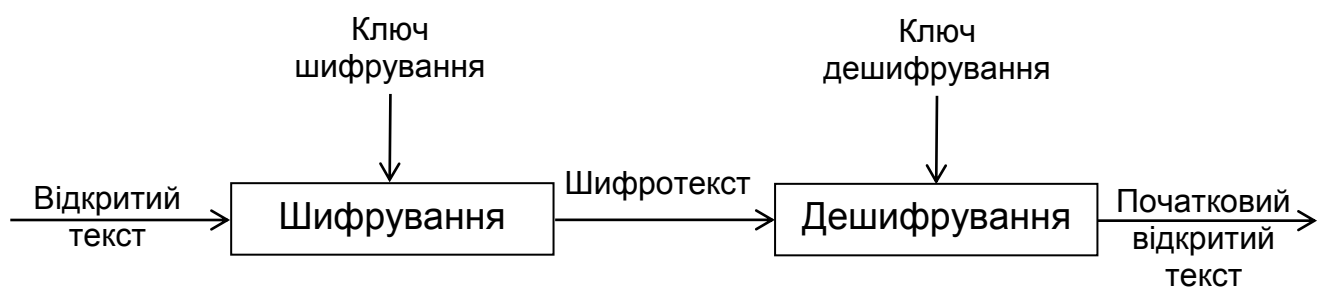 Ключ
шифрування
Ключ
дешифрування
Відкритий
текст
Шифрування
Шифротекст
Дешифрування
Початковий
відкритий
текст